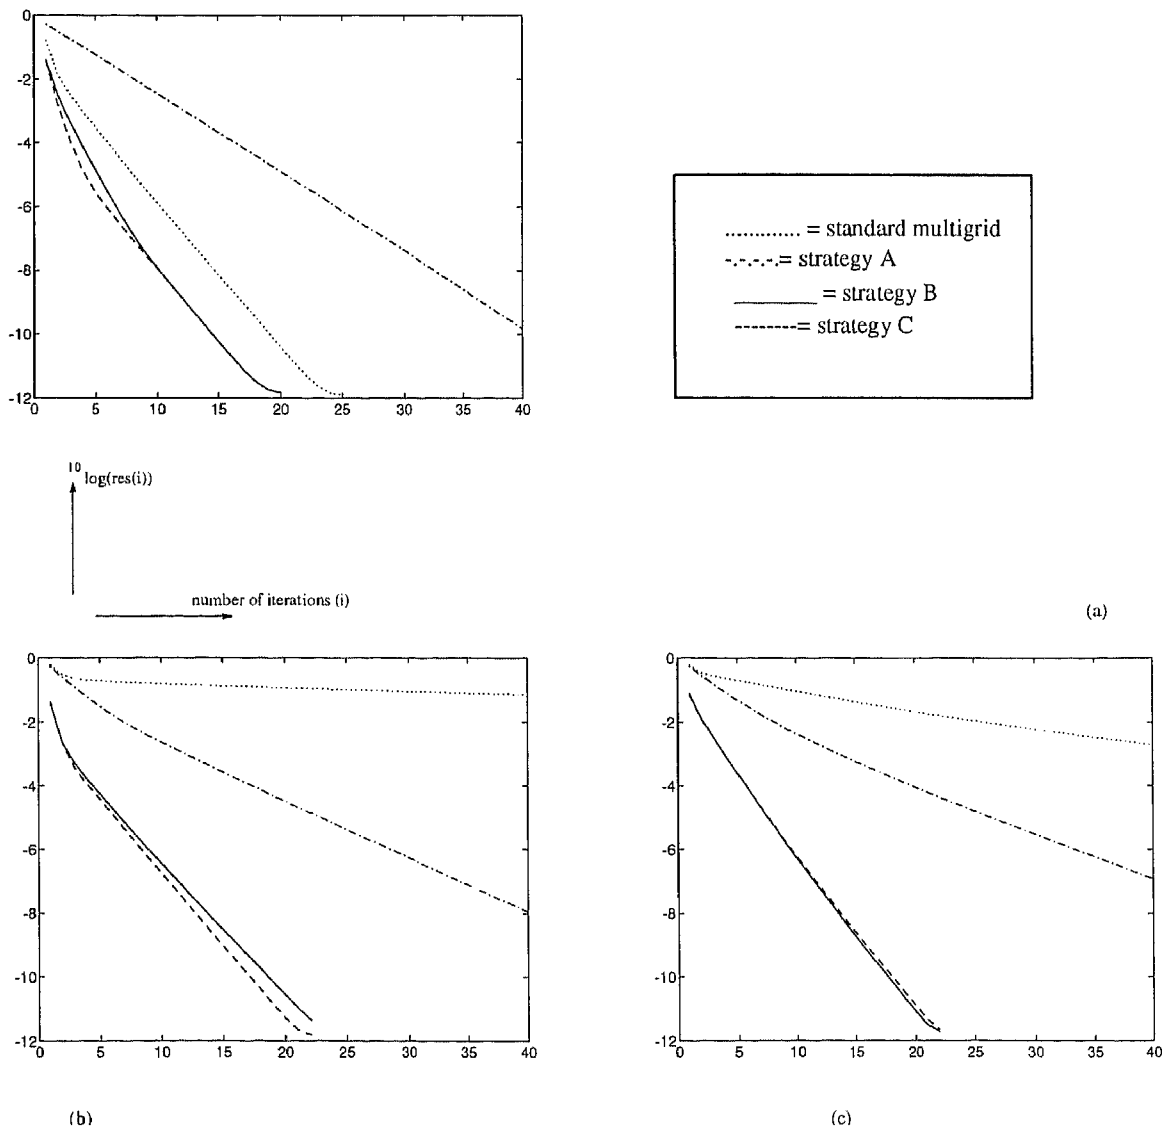 0
-2
-4
-6
-8
-10
-12
0 5 10 15 20 25 30 35 40
............ = standard multigrid
-.-.-.-.= strategy A
________ = strategy B
--------= strategy C
10 log(res(i))
number of iterations (i)
(a)
0
-2
-4
-6
-8
-10
-12
0 5 10 15 20 25 30 35 40
0
-2
-4
-6
-8
-10
-12
0 5 10 15 20 25 30 35 40
(b)
(c)